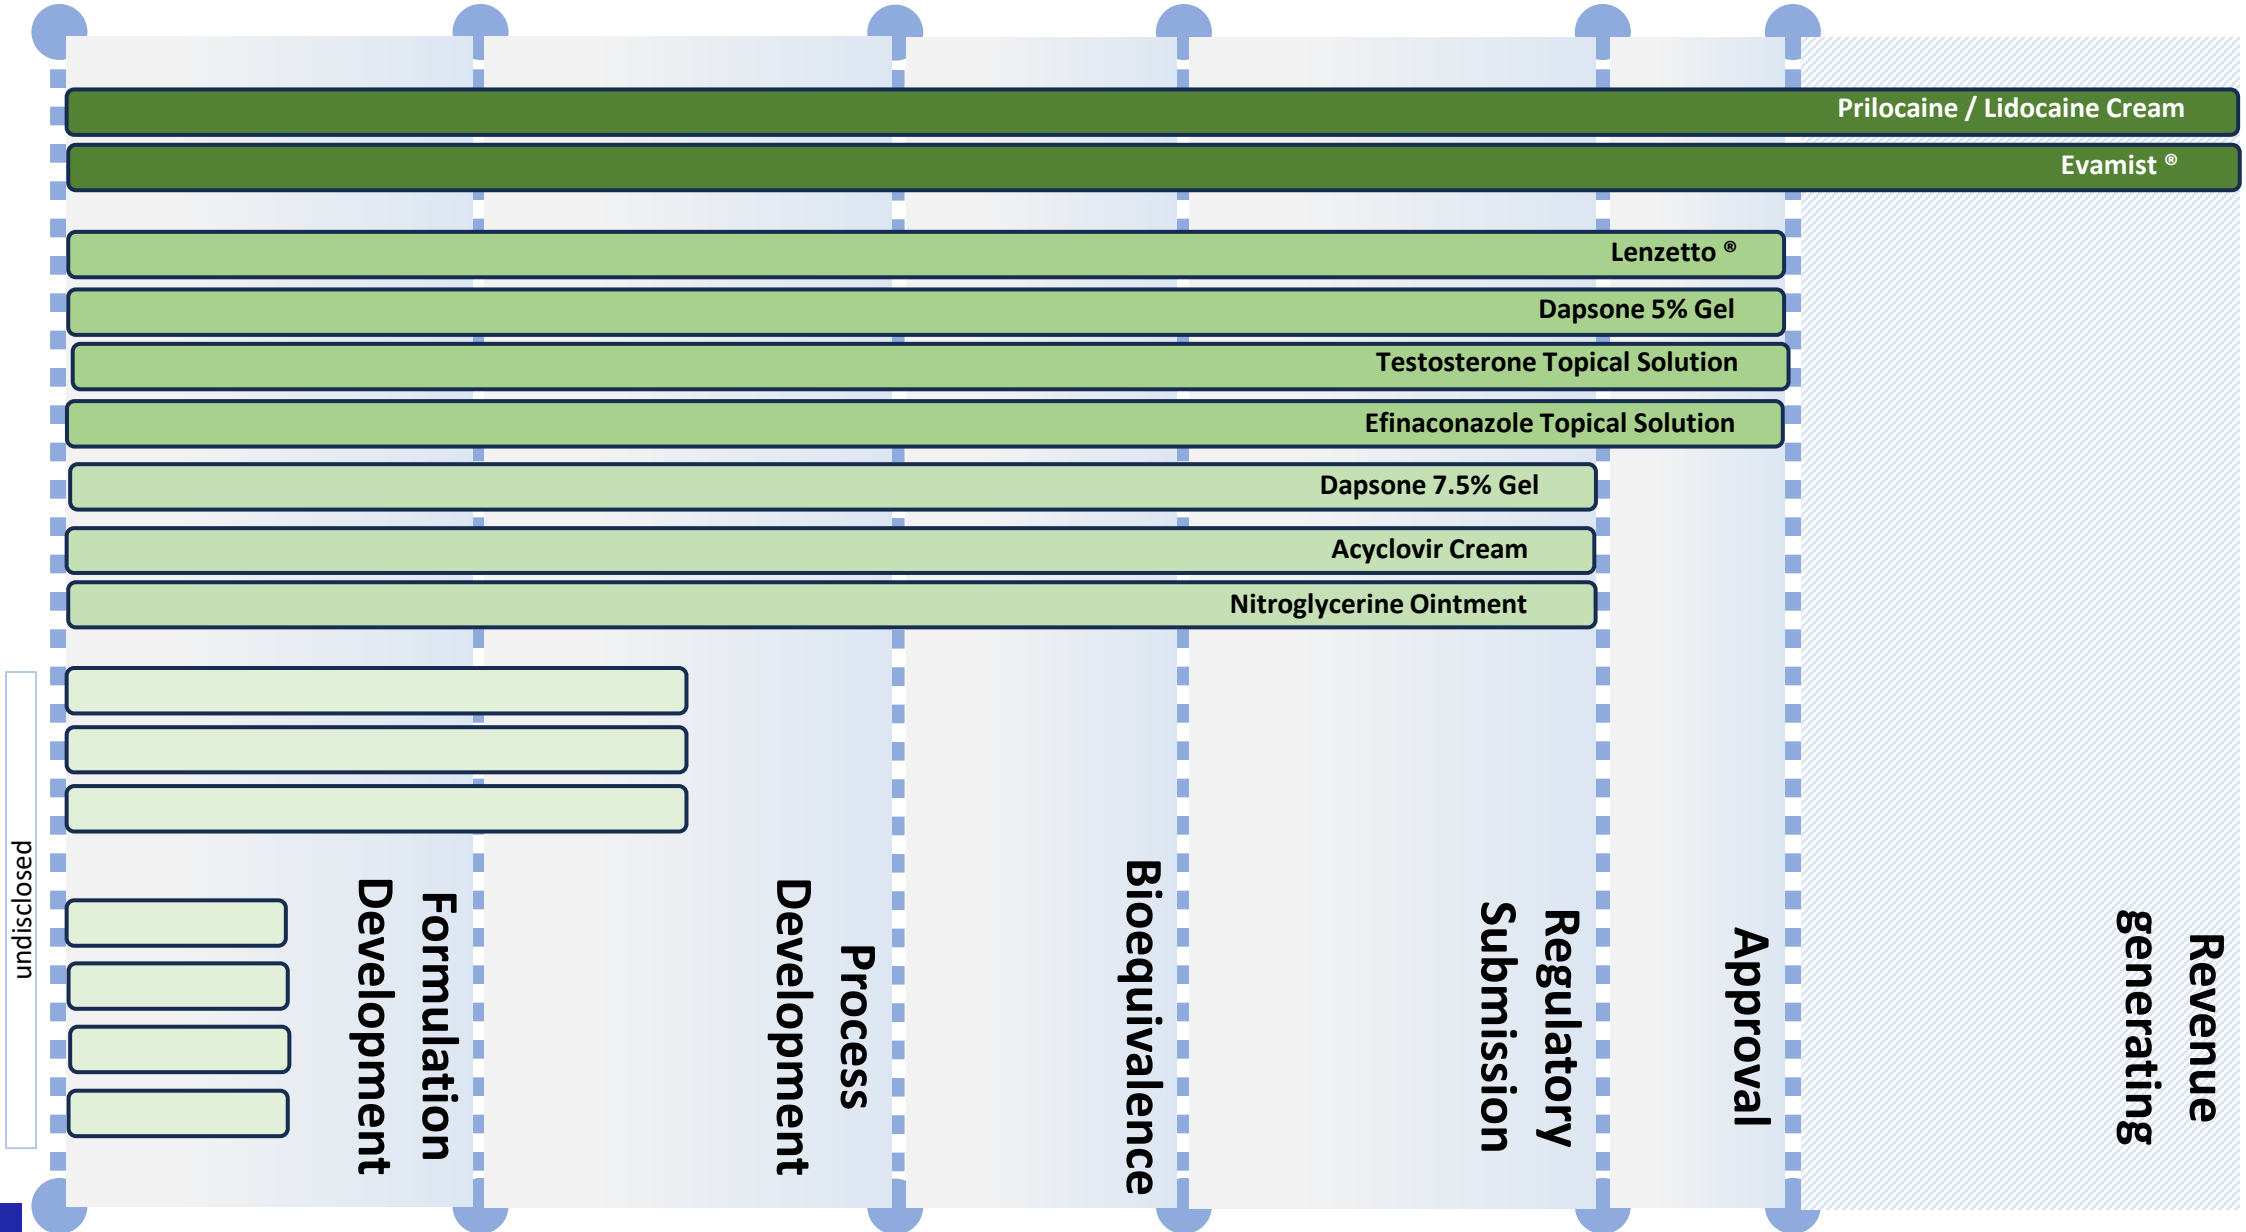 Prilocaine / Lidocaine Cream
Evamist ®
Lenzetto ®
Dapsone 5% Gel
Testosterone Topical Solution
Efinaconazole Topical Solution
Dapsone 7.5% Gel
Acyclovir Cream
Nitroglycerine Ointment
undisclosed
Formulation
Development
Process
Development
Bioequivalence
Regulatory
Submission
Approval
Revenue
generating